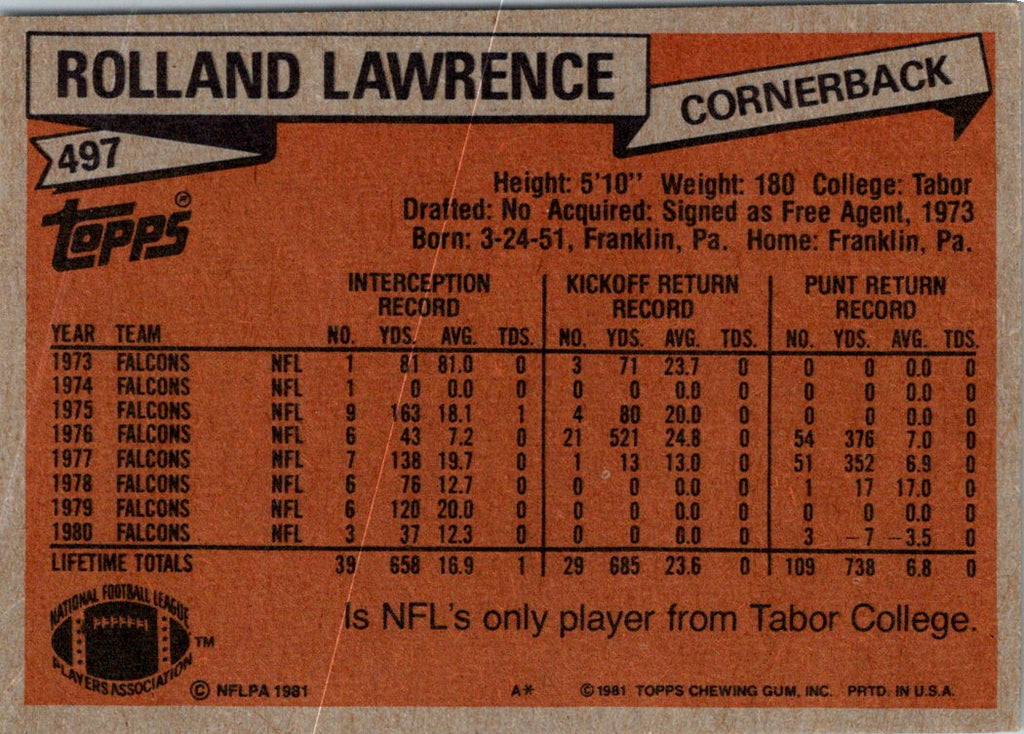 ROLLAND LAWRENCE
CORNERBACK
497
TOPPS®
Height: 5'10" Weight: 180 College: Tabor
Drafted: No Acquired: Signed as Free Agent, 1973
Born: 3-24-51, Franklin, Pa. Home: Franklin, Pa.
INTERCEPTION RECORD KICKOFF RETURN RECORD PUNT RETURN RECORD
YEAR TEAM NO. YDS. AVG. TDS. NO. YDS. AVG. TDS. NO. YDS. AVG. TDS.
1973 FALCONS NFL 1 81 81.0 0 3 71 23.7 0 0 0 0.0 0
1974 FALCONS NFL 1 0 0.0 0 0 0 0.0 0 0 0 0.0 0
1975 FALCONS NFL 9 163 18.1 1 4 80 20.0 0 0 0 0.0 0
1976 FALCONS NFL 6 43 7.2 0 21 521 24.8 0 54 376 7.0 0
1977 FALCONS NFL 7 138 19.7 0 1 13 13.0 0 51 352 6.9 0
1978 FALCONS NFL 6 76 12.7 0 0 0 0.0 0 1 17 17.0 0
1979 FALCONS NFL 6 120 20.0 0 0 0 0.0 0 0 0 0.0 0
1980 FALCONS NFL 3 37 12.3 0 0 0 0.0 0 3 -7 -3.5 0
LIFETIME TOTALS 39 658 16.9 1 29 685 23.6 0 109 738 6.8 0
Is NFL's only player from Tabor College.
NATIONAL FOOTBALL LEAGUE
PLAYERS ASSOCIATION
TM
© NFLPA 1981 A* © 1981 TOPPS CHEWING GUM, INC. PRTD. IN U.S.A.